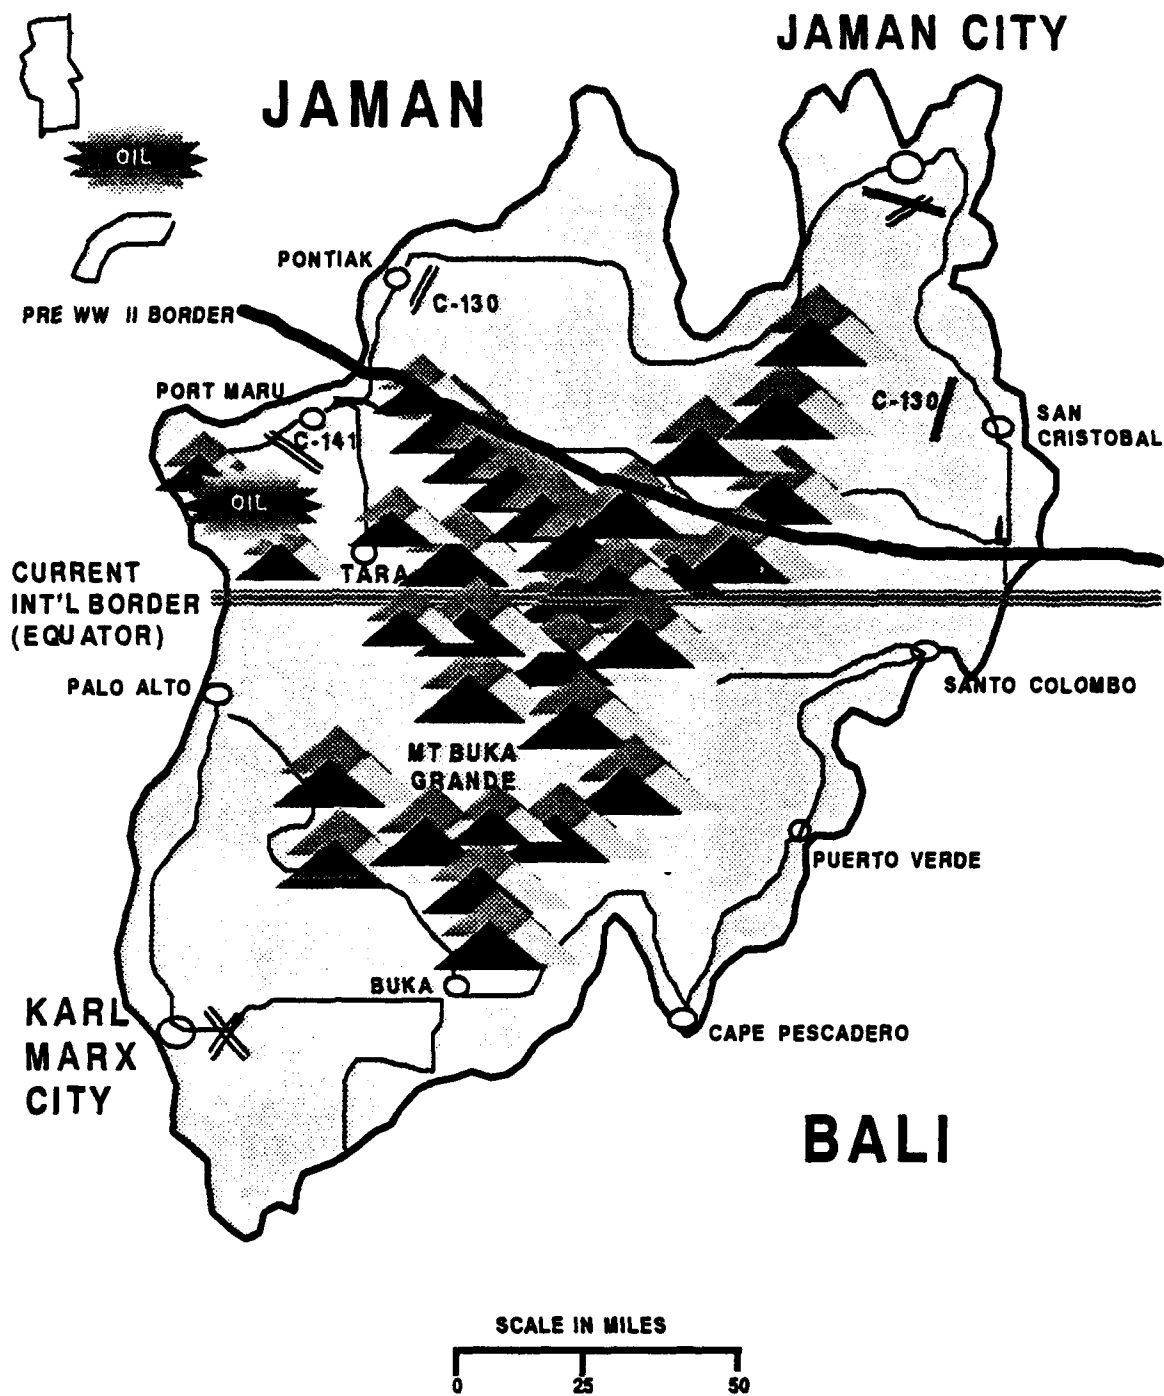 JAMAN CITY
JAMAN
OIL
PONTIAK
C-130
PRE WW II BORDER
PORT MARU
C-130
SAN
CRISTOBAL
C-141
OIL
TARA
CURRENT
INT'L BORDER
(EQUATOR)
PALO ALTO
SANTO COLOMBO
MT BUKA
GRANDE
PUERTO VERDE
BUKA
KARL
MARX
CITY
CAPE PESCADERO
BALI
SCALE IN MILES
0 25 50